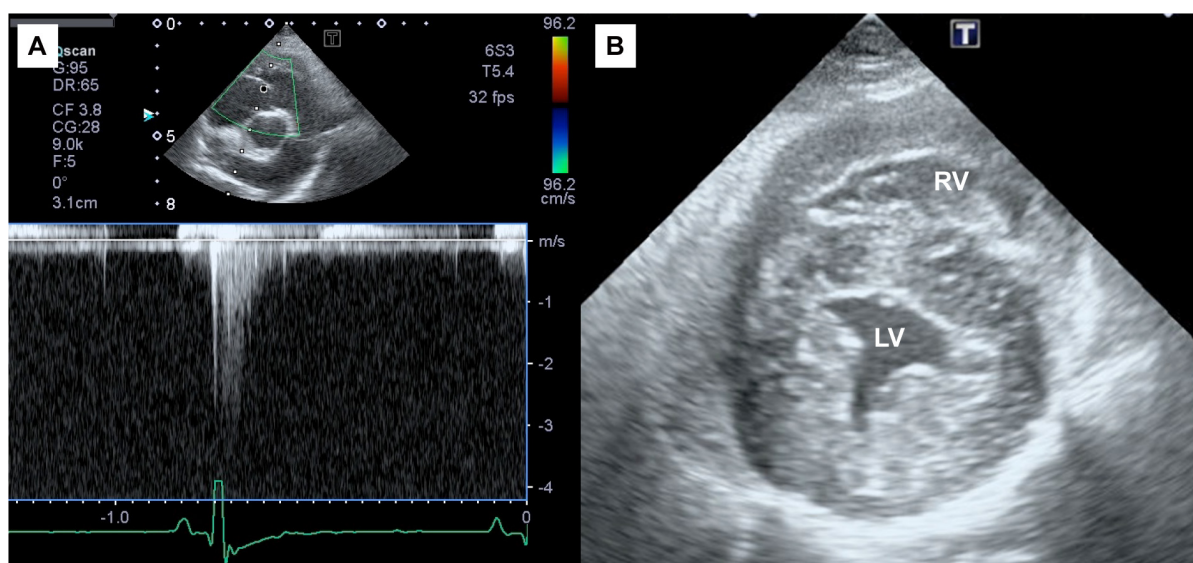 A
Qscan
G:95
DR:65
CF 3.8
CG:28
9.0k
F:5
0°
3.1cm
0
5
8
T
6S3
T5.4
32 fps
96.2
96.2
cm/s
m/s
-1
-2
-3
-4
-1.0
0
B
T
RV
LV